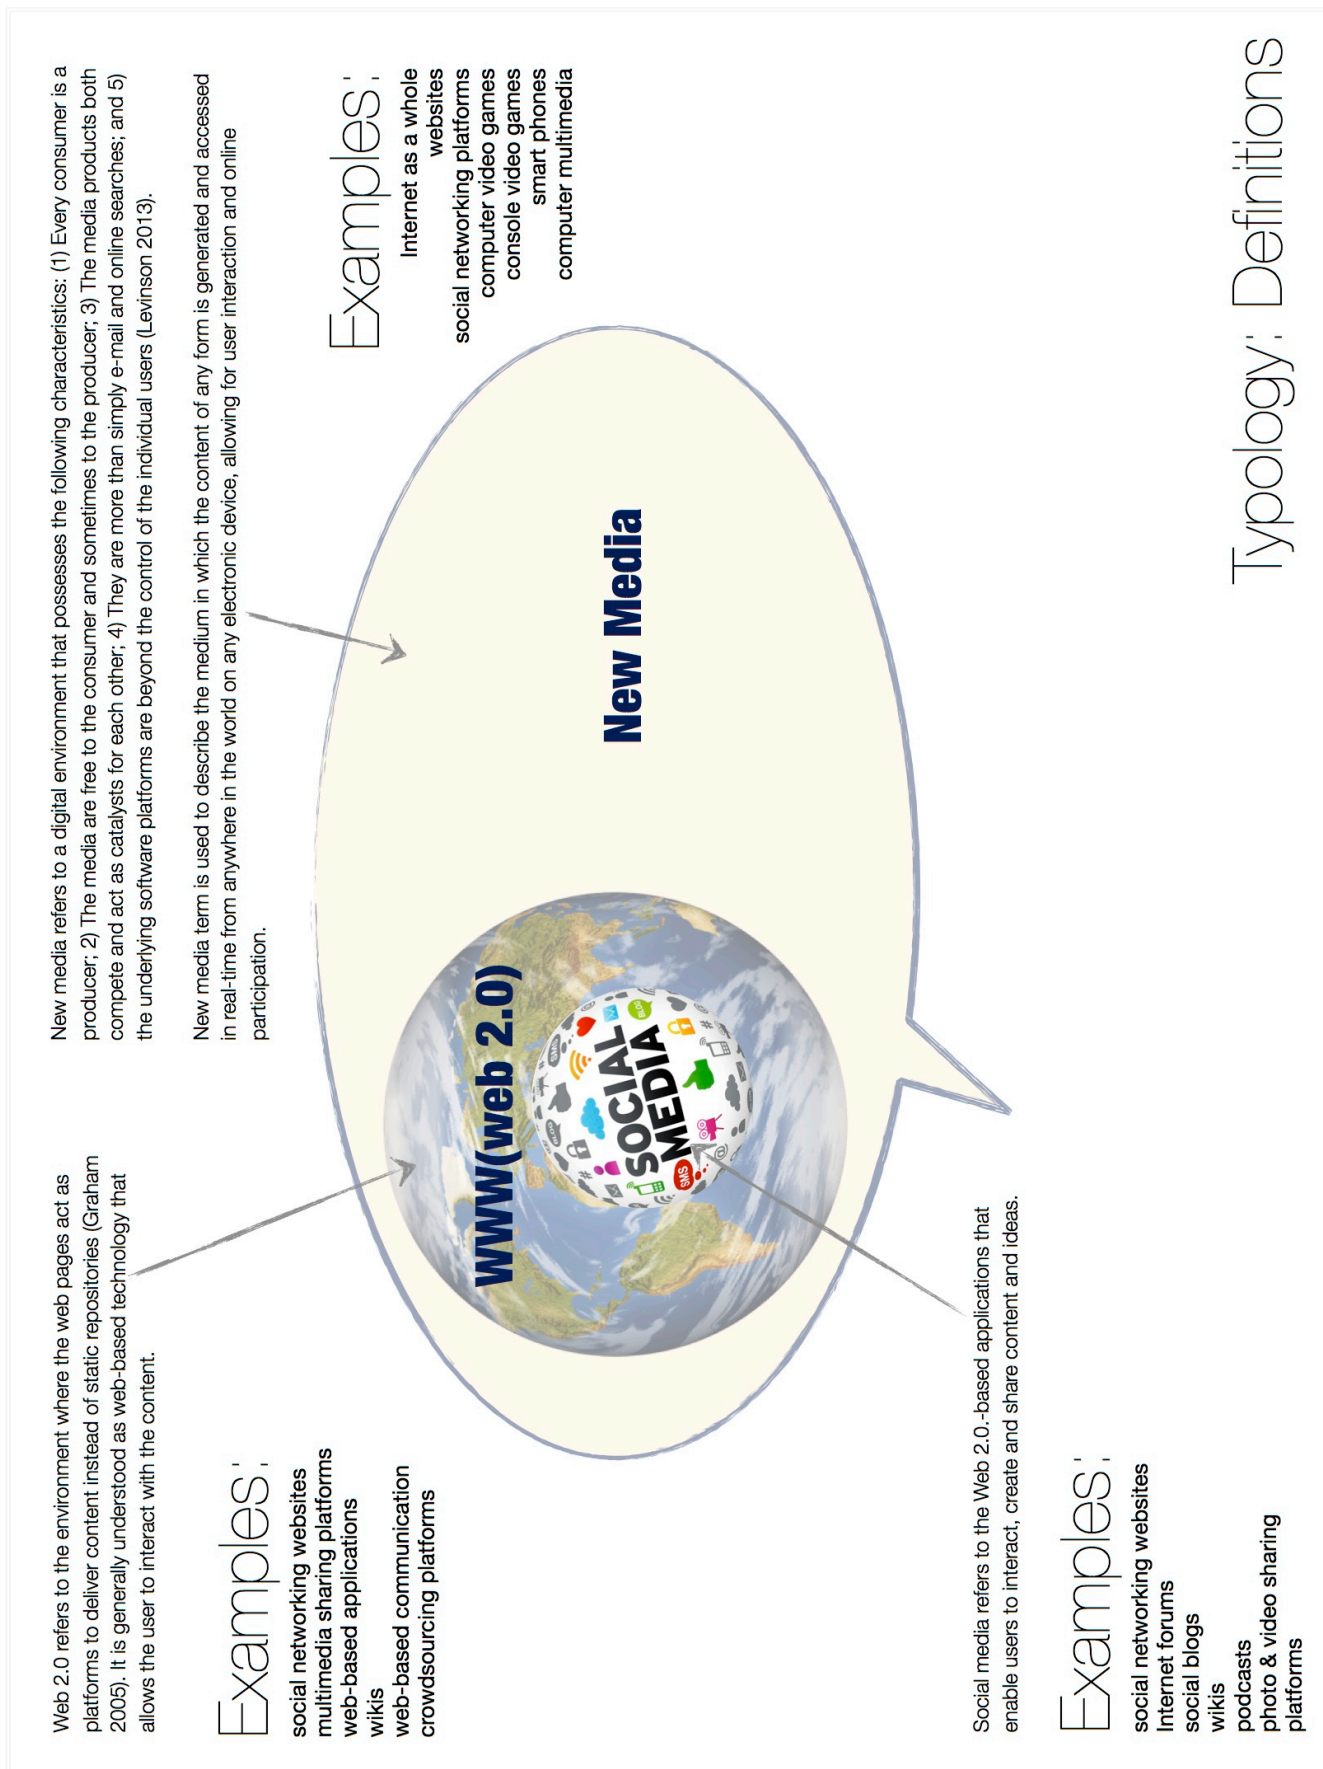 Web 2.0 refers to the environment where the web pages act as
platforms to deliver content instead of static repositories (Graham
2005). It is generally understood as web-based technology that
allows the user to interact with the content.
Examples:
social networking websites
multimedia sharing platforms
web-based applications
wikis
web-based communication
crowdsourcing platforms
New media refers to a digital environment that possesses the following characteristics: (1) Every consumer is a
producer; 2) The media are free to the consumer and sometimes to the producer; 3) The media products both
compete and act as catalysts for each other; 4) They are more than simply e-mail and online searches; and 5)
the underlying software platforms are beyond the control of the individual users (Levinson 2013).
New media term is used to describe the medium in which the content of any form is generated and accessed
in real-time from anywhere in the world on any electronic device, allowing for user interaction and online
participation.
Examples:
Internet as a whole
websites
social networking platforms
computer video games
console video games
smart phones
computer multimedia
WWW(web 2.0)
SOCIAL
MEDIA
SMS
BLOG
SMS
BLOG
New Media
Social media refers to the Web 2.0.-based applications that
enable users to interact, create and share content and ideas.
Examples:
social networking websites
Internet forums
social blogs
wikis
podcasts
photo & video sharing
platforms
Typology: Definitions